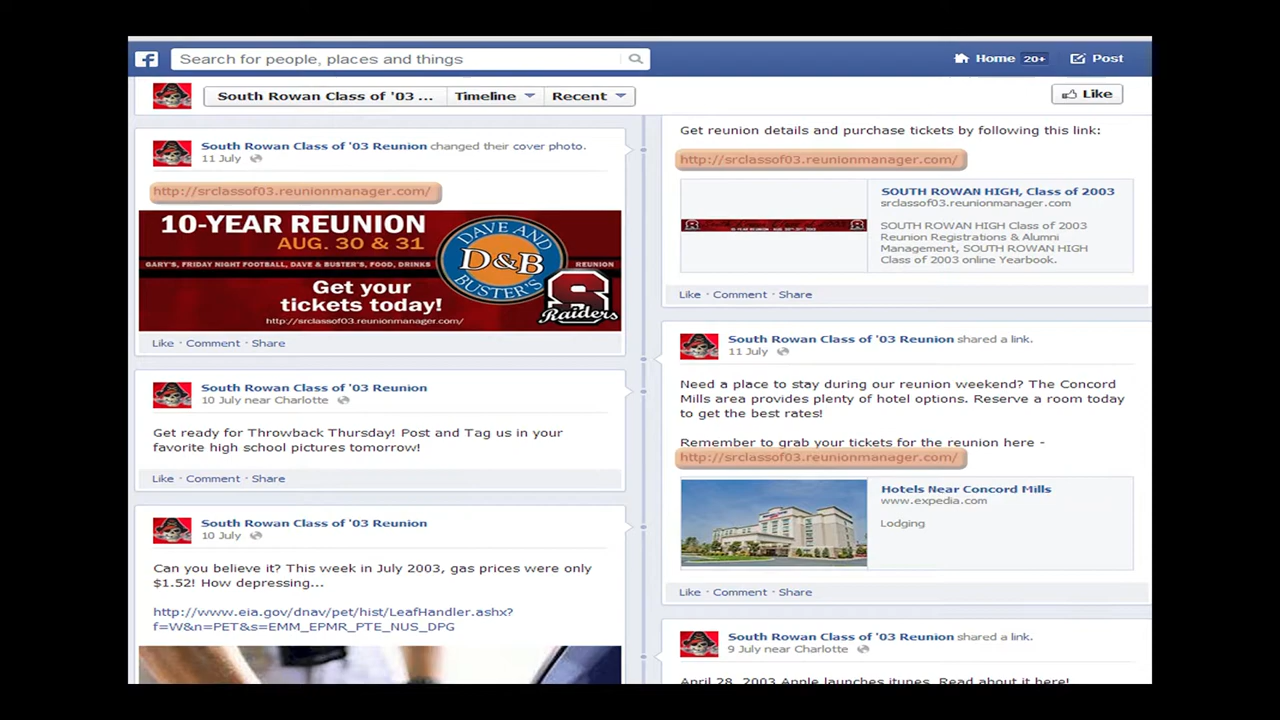 Search for people, places and things
Home 20+
Post
South Rowan Class of '03 ...
Timeline
Recent
Like
South Rowan Class of '03 Reunion changed their cover photo.
11 July
http://srclassof03.reunionmanager.com/
10-YEAR REUNION
AUG. 30 & 31
GARY'S, FRIDAY NIGHT FOOTBALL, DAVE & BUSTER'S, FOOD, DRINKS
REUNION
DAVE AND
D&B
BUSTER'S
Get your
tickets today!
http://srclassof03.reunionmanager.com/
S
Raiders
Like · Comment · Share
South Rowan Class of '03 Reunion
10 July near Charlotte
Get ready for Throwback Thursday! Post and Tag us in your
favorite high school pictures tomorrow!
Like · Comment · Share
South Rowan Class of '03 Reunion
10 July
Can you believe it? This week in July 2003, gas prices were only
$1.52! How depressing...
http://www.eia.gov/dnav/pet/hist/LeafHandler.ashx?
f=W&n=PET&s=EMM_EPMR_PTE_NUS_DPG
Get reunion details and purchase tickets by following this link:
http://srclassof03.reunionmanager.com/
SOUTH ROWAN HIGH, Class of 2003
srclassof03.reunionmanager.com
SOUTH ROWAN HIGH Class of 2003
Reunion Registrations & Alumni
Management, SOUTH ROWAN HIGH
Class of 2003 online Yearbook.
Like · Comment · Share
South Rowan Class of '03 Reunion shared a link.
11 July
Need a place to stay during our reunion weekend? The Concord
Mills area provides plenty of hotel options. Reserve a room today
to get the best rates!
Remember to grab your tickets for the reunion here -
http://srclassof03.reunionmanager.com/
Hotels Near Concord Mills
www.expedia.com
Lodging
Like · Comment · Share
South Rowan Class of '03 Reunion shared a link.
9 July near Charlotte
April 28, 2003 Apple launches itunes. Read about it here!